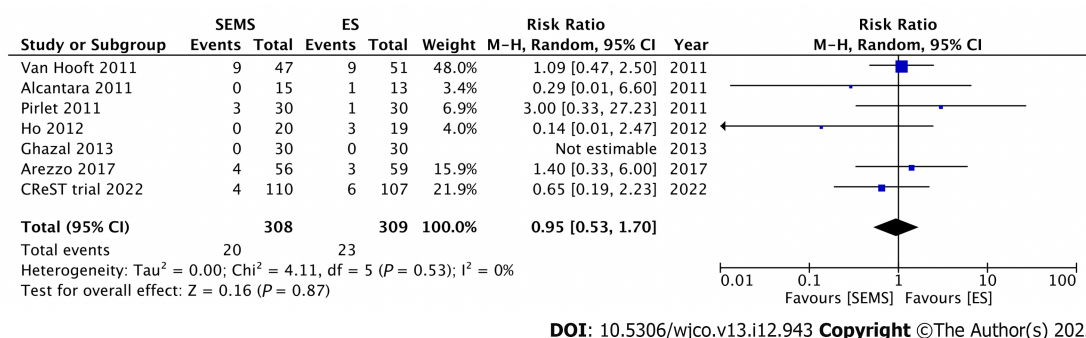 SEMS ES Risk Ratio Risk Ratio
Study or Subgroup Events Total Events Total Weight M-H, Random, 95% CI Year M-H, Random, 95% CI
Van Hooft 2011 9 47 9 51 48.0% 1.09 [0.47, 2.50] 2011
Alcantara 2011 0 15 1 13 3.4% 0.29 [0.01, 6.60] 2011
Pirlet 2011 3 30 1 30 6.9% 3.00 [0.33, 27.23] 2011
Ho 2012 0 20 3 19 4.0% 0.14 [0.01, 2.47] 2012
Ghazal 2013 0 30 0 30 Not estimable 2013
Arezzo 2017 4 56 3 59 15.9% 1.40 [0.33, 6.00] 2017
CReST trial 2022 4 110 6 107 21.9% 0.65 [0.19, 2.23] 2022
Total (95% CI) 308 309 100.0% 0.95 [0.53, 1.70]
Total events 20 23
Heterogeneity: Tau² = 0.00; Chi² = 4.11, df = 5 (P = 0.53); I² = 0%
Test for overall effect: Z = 0.16 (P = 0.87)
0.01 0.1 1 10 100
Favours [SEMS] Favours [ES]
DOI: 10.5306/wjco.v13.i12.943 Copyright ©The Author(s) 202